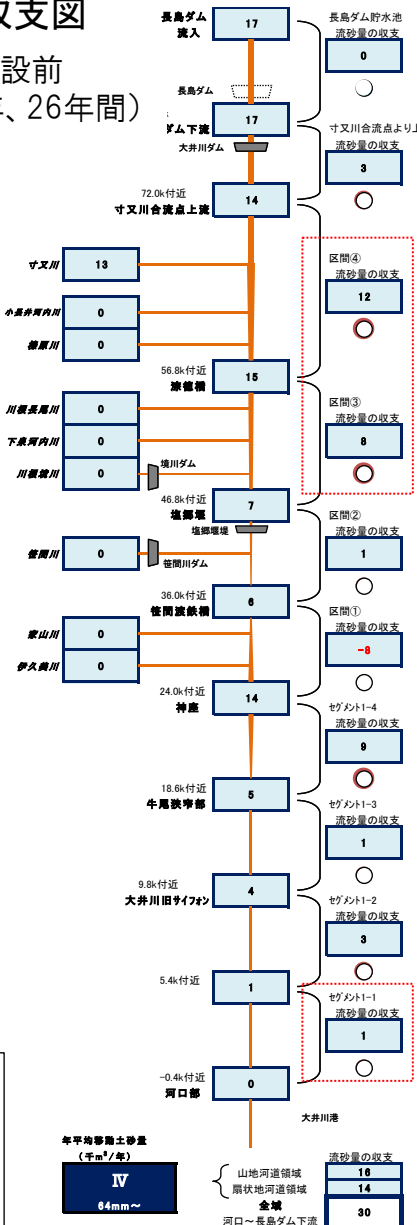 収支図
設前
、26年間）
長島ダム
流入
17
長島ダム貯水池
流砂量の収支
0
長島ダム
ダム下流
17
大井川ダム
寸又川合流点より上
流砂量の収支
3
72.0k付近
寸又川合流点上流
14
寸又川
13
小長井河内川
0
榛原川
0
区間④
流砂量の収支
12
56.8k付近
淙徳橋
15
川根長尾川
0
下泉河内川
0
川根境川
0
境川ダム
区間③
流砂量の収支
8
46.8k付近
塩郷堰
7
塩郷堰堤
笹間川
0
笹間川ダム
区間②
流砂量の収支
1
36.0k付近
笹間渡鉄橋
6
家山川
0
伊久美川
0
区間①
流砂量の収支
-8
24.0k付近
神座
14
セグメント1-4
流砂量の収支
9
18.6k付近
牛尾狭窄部
5
セグメント1-3
流砂量の収支
1
9.8k付近
大井川旧サイフォン
4
セグメント1-2
流砂量の収支
3
5.4k付近
1
セグメント1-1
流砂量の収支
1
-0.4k付近
河口部
0
大井川港
年平均移動土砂量
（千m³/年）
Ⅳ
64mm～
流砂量の収支
山地河道領域
16
扇状地河道領域
14
全域
河口～長島ダム下流
30